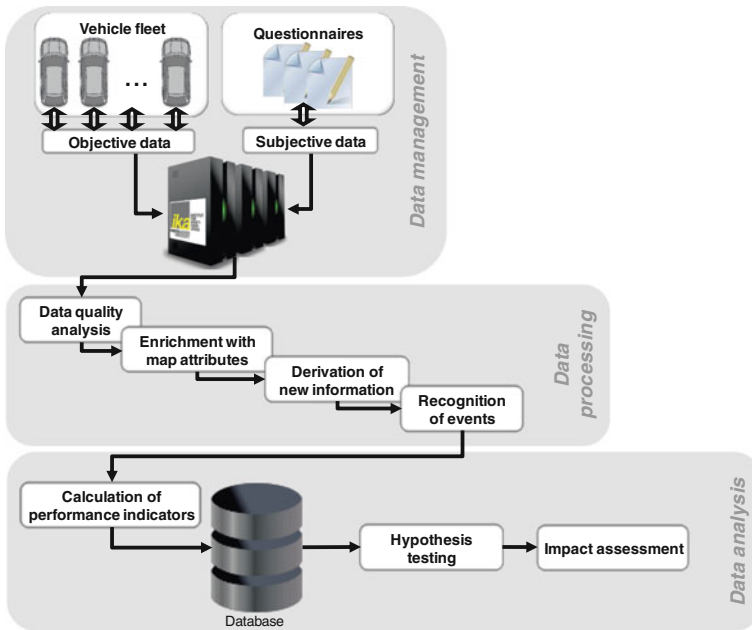 Vehicle fleet
Questionnaires
...
Objective data
Subjective data
Data management
ika
Data quality
analysis
Enrichment with
map attributes
Derivation of
new information
Recognition
of events
Data
processing
Calculation of
performance indicators
Database
Hypothesis
testing
Impact assessment
Data analysis